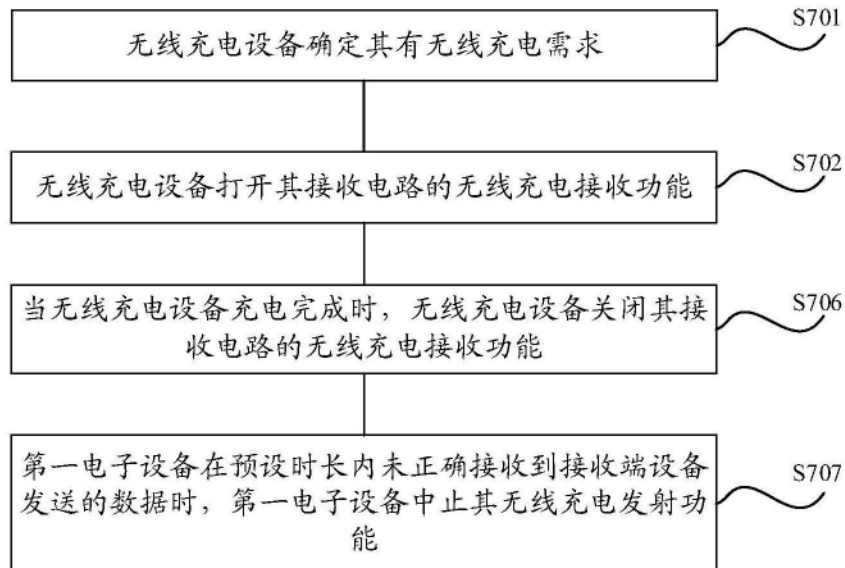 S701
无线充电设备确定其有无线充电需求
S702
无线充电设备打开其接收电路的无线充电接收功能
S706
当无线充电设备充电完成时，无线充电设备关闭其接
收电路的无线充电接收功能
S707
第一电子设备在预设时长内未正确接收到接收端设备
发送的数据时，第一电子设备中止其无线充电发射功
能